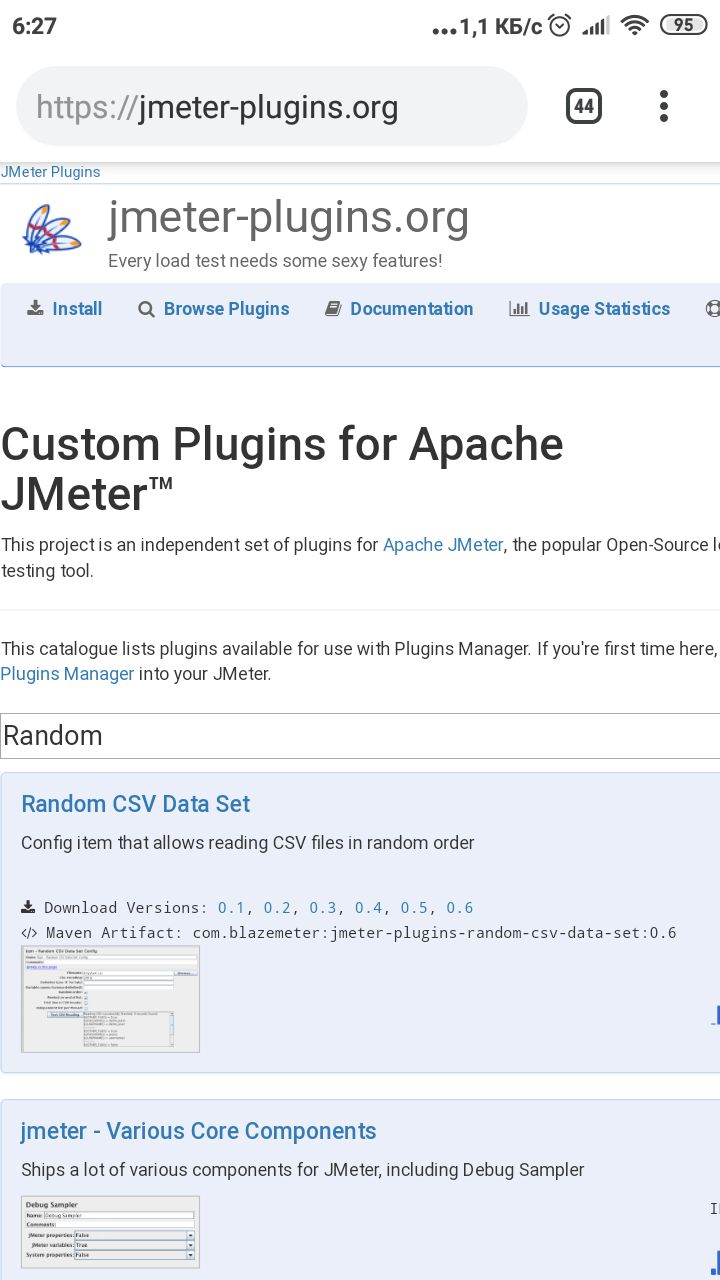 6:27 ...1,1 КБ/с 95
https://jmeter-plugins.org 44
JMeter Plugins
jmeter-plugins.org
Every load test needs some sexy features!
Install Browse Plugins Documentation Usage Statistics
Custom Plugins for Apache
JMeter™
This project is an independent set of plugins for Apache JMeter, the popular Open-Source
testing tool.
This catalogue lists plugins available for use with Plugins Manager. If you're first time here,
Plugins Manager into your JMeter.
Random
Random CSV Data Set
Config item that allows reading CSV files in random order
Download Versions: 0.1, 0.2, 0.3, 0.4, 0.5, 0.6
</> Maven Artifact: com.blazemeter:jmeter-plugins-random-csv-data-set:0.6
jmeter - Various Core Components
Ships a lot of various components for JMeter, including Debug Sampler
Debug Sampler
Name: Debug Sampler
Comments:
JMeter properties: False
JMeter variables: True
System properties: False